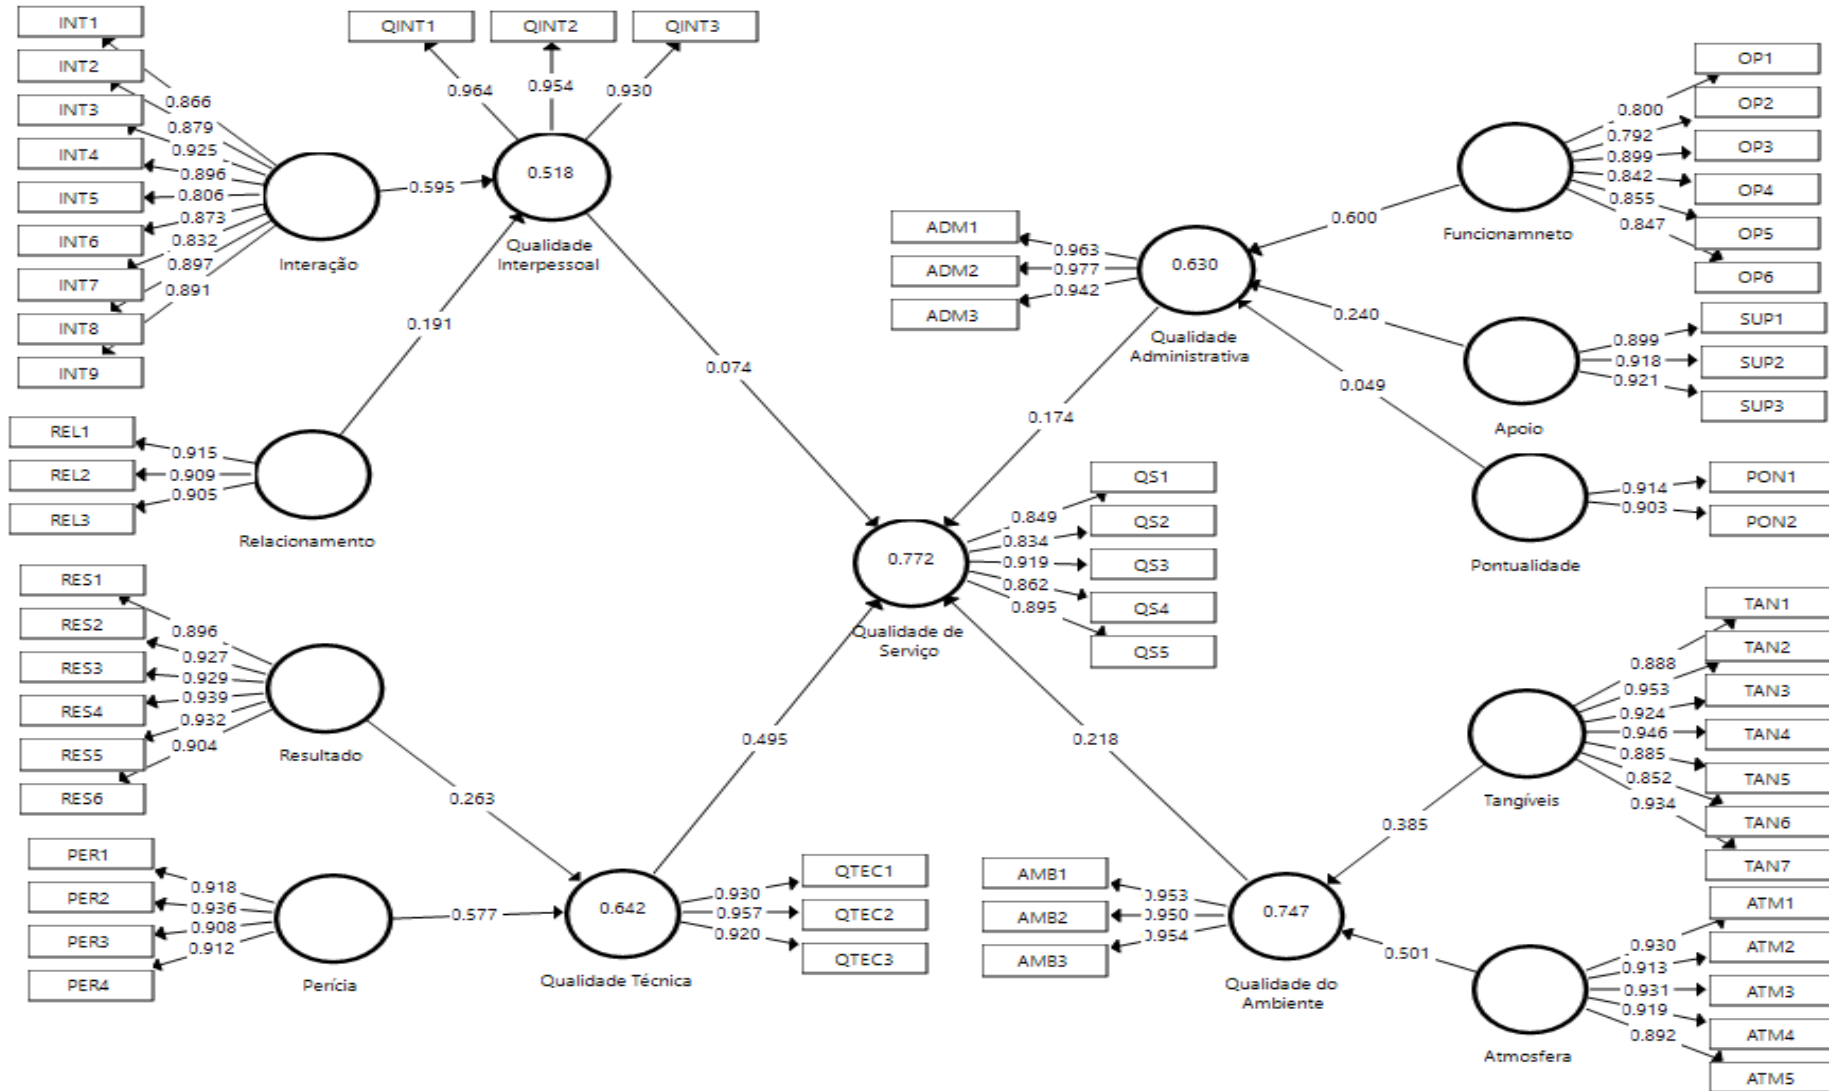 INT1
INT2
INT3
INT4
INT5
INT6
INT7
INT8
INT9
0.866
0.879
0.925
0.896
0.806
0.873
0.832
0.897
0.891
Interação
0.595
QINT1
QINT2
QINT3
0.964
0.954
0.930
0.518
Qualidade
Interpessoal
0.191
0.074
REL1
REL2
REL3
0.915
0.909
0.905
Relacionamento
RES1
RES2
RES3
RES4
RES5
RES6
0.896
0.927
0.929
0.939
0.932
0.904
Resultado
0.263
PER1
PER2
PER3
PER4
0.918
0.936
0.908
0.912
Perícia
0.577
0.642
Qualidade Técnica
0.930
0.957
0.920
QTEC1
QTEC2
QTEC3
0.495
0.772
Qualidade de
Serviço
0.849
0.834
0.919
0.862
0.895
QS1
QS2
QS3
QS4
QS5
ADM1
ADM2
ADM3
0.963
0.977
0.942
0.630
Qualidade
Administrativa
0.174
0.600
0.240
0.049
Funcionamneto
0.800
0.792
0.899
0.842
0.855
0.847
OP1
OP2
OP3
OP4
OP5
OP6
Apoio
0.899
0.918
0.921
SUP1
SUP2
SUP3
Pontualidade
0.914
0.903
PON1
PON2
0.218
AMB1
AMB2
AMB3
0.953
0.950
0.954
0.747
Qualidade do
Ambiente
0.385
0.501
Tangíveis
0.888
0.953
0.924
0.946
0.885
0.852
0.934
TAN1
TAN2
TAN3
TAN4
TAN5
TAN6
TAN7
Atmosfera
0.930
0.913
0.931
0.919
0.892
ATM1
ATM2
ATM3
ATM4
ATM5